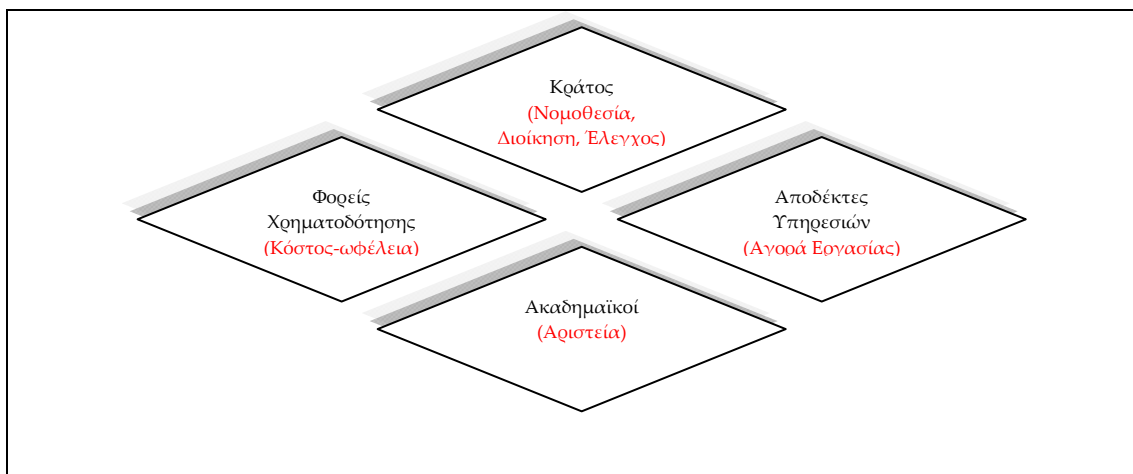 Κράτος
(Νομοθεσία,
Διοίκηση, Έλεγχος)
Φορείς
Χρηματοδότησης
(Κόστος-ωφέλεια)
Αποδέκτες
Υπηρεσιών
(Αγορά Εργασίας)
Ακαδημαϊκοί
(Αριστεία)